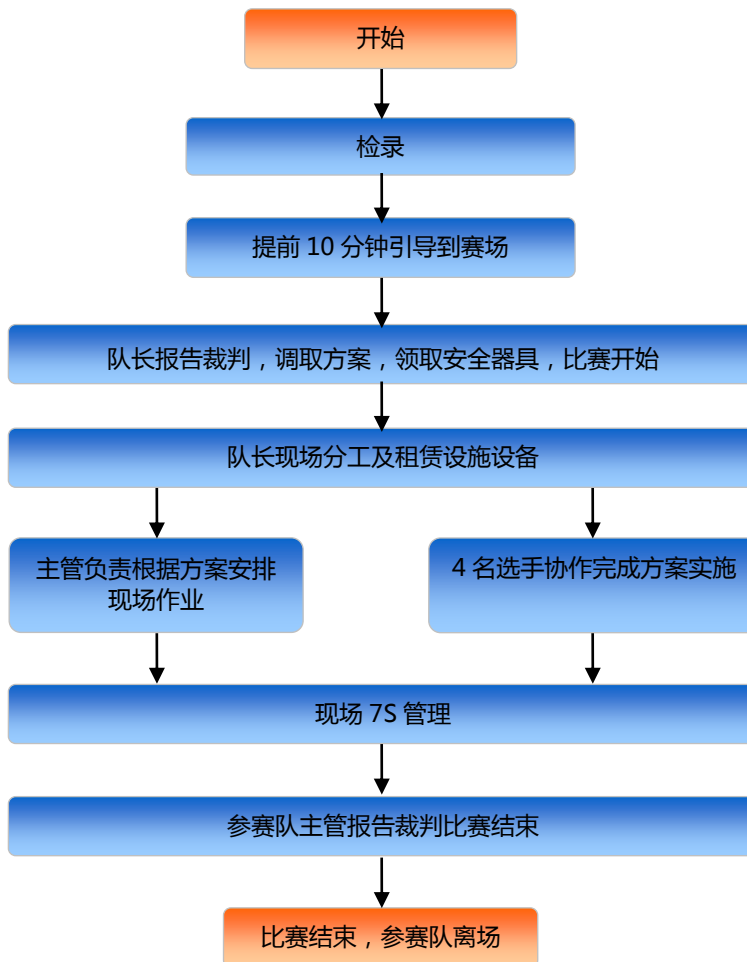 开始
检录
提前 10 分钟引导到赛场
队长报告裁判，调取方案，领取安全器具，比赛开始
队长现场分工及租赁设施设备
主管负责根据方案安排
现场作业
4 名选手协作完成方案实施
现场 7S 管理
参赛队主管报告裁判比赛结束
比赛结束，参赛队离场